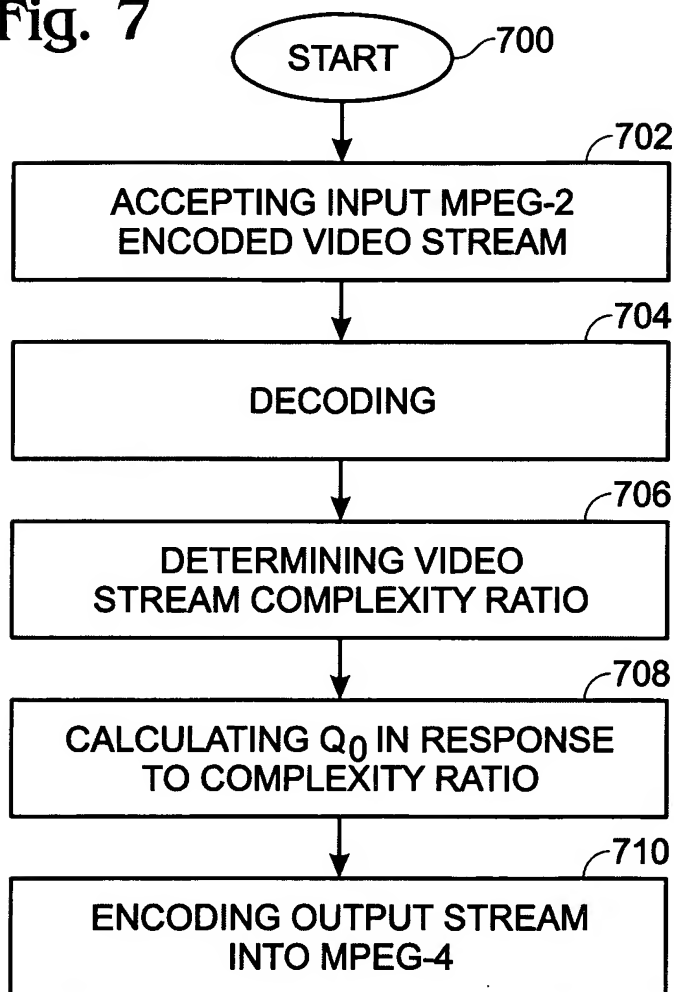 Fig. 7
START
700
702
ACCEPTING INPUT MPEG-2
ENCODED VIDEO STREAM
704
DECODING
706
DETERMINING VIDEO
STREAM COMPLEXITY RATIO
708
CALCULATING Q0 IN RESPONSE
TO COMPLEXITY RATIO
710
ENCODING OUTPUT STREAM
INTO MPEG-4